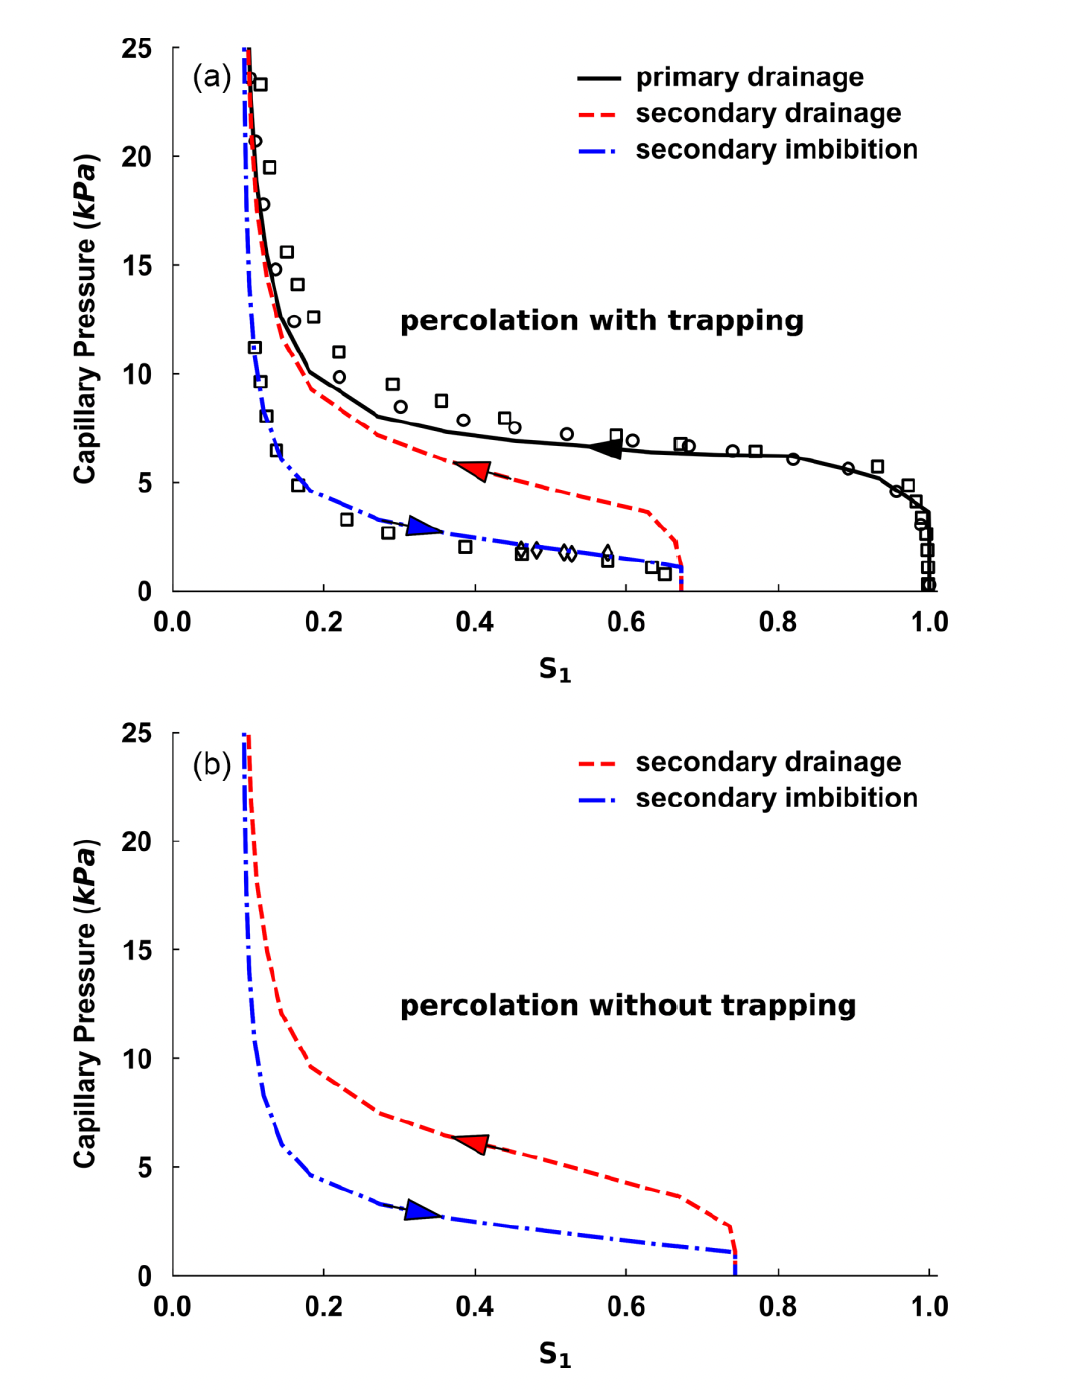 25
(a)
primary drainage
secondary drainage
secondary imbibition
20
15
percolation with trapping
10
5
0
Capillary Pressure (kPa)
0.0 0.2 0.4 0.6 0.8 1.0
S1
25
(b)
secondary drainage
secondary imbibition
20
15
percolation without trapping
10
5
0
Capillary Pressure (kPa)
0.0 0.2 0.4 0.6 0.8 1.0
S1